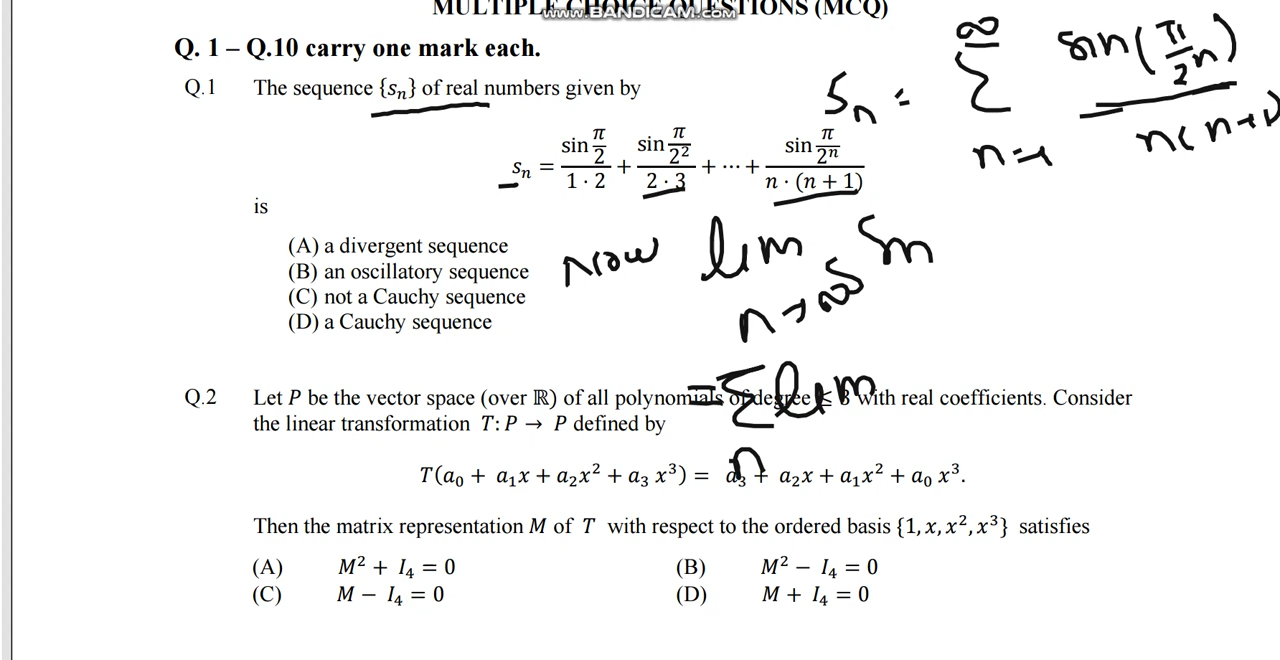 MULTIPLE CHOICE QUESTIONS (MCQ)
www.BANDICAM.com
Q. 1 – Q.10 carry one mark each.
Q.1 The sequence {sₙ} of real numbers given by
Sn = ∞ Σ n=1 sin(π/2 n) / n(n+1)
sₙ = (sin π/2)/(1 · 2) + (sin π/2²)/(2 · 3) + ⋯ + (sin π/2ⁿ)/(n · (n + 1))
is
(A) a divergent sequence
(B) an oscillatory sequence
(C) not a Cauchy sequence
(D) a Cauchy sequence
Now lim n→∞ Sn
= Σ lim n
Q.2 Let P be the vector space (over ℝ) of all polynomials of degree ≤ 3 with real coefficients. Consider
the linear transformation T: P → P defined by
T(a₀ + a₁x + a₂x² + a₃ x³) = a₃ + a₂x + a₁x² + a₀ x³.
Then the matrix representation M of T with respect to the ordered basis {1, x, x², x³} satisfies
(A) M² + I₄ = 0 (B) M² − I₄ = 0
(C) M − I₄ = 0 (D) M + I₄ = 0